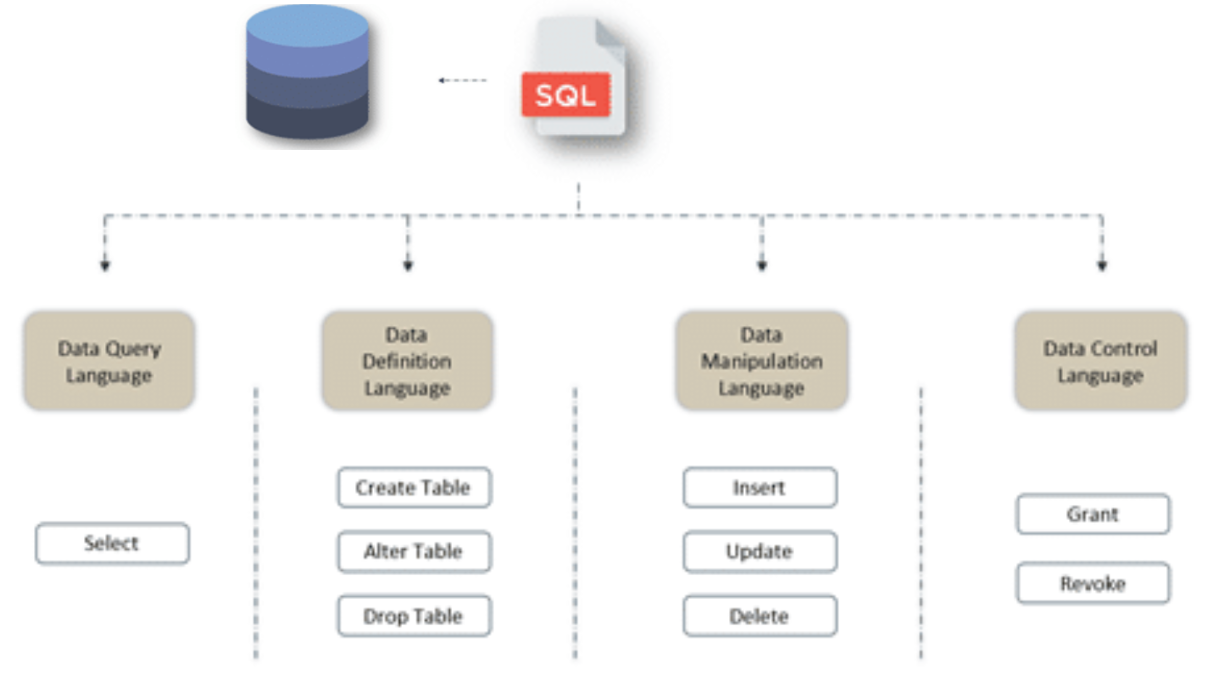 SQL
Data Query
Language
Data
Definition
Language
Data
Manipulation
Language
Data Control
Language
Select
Create Table
Alter Table
Drop Table
Insert
Update
Delete
Grant
Revoke